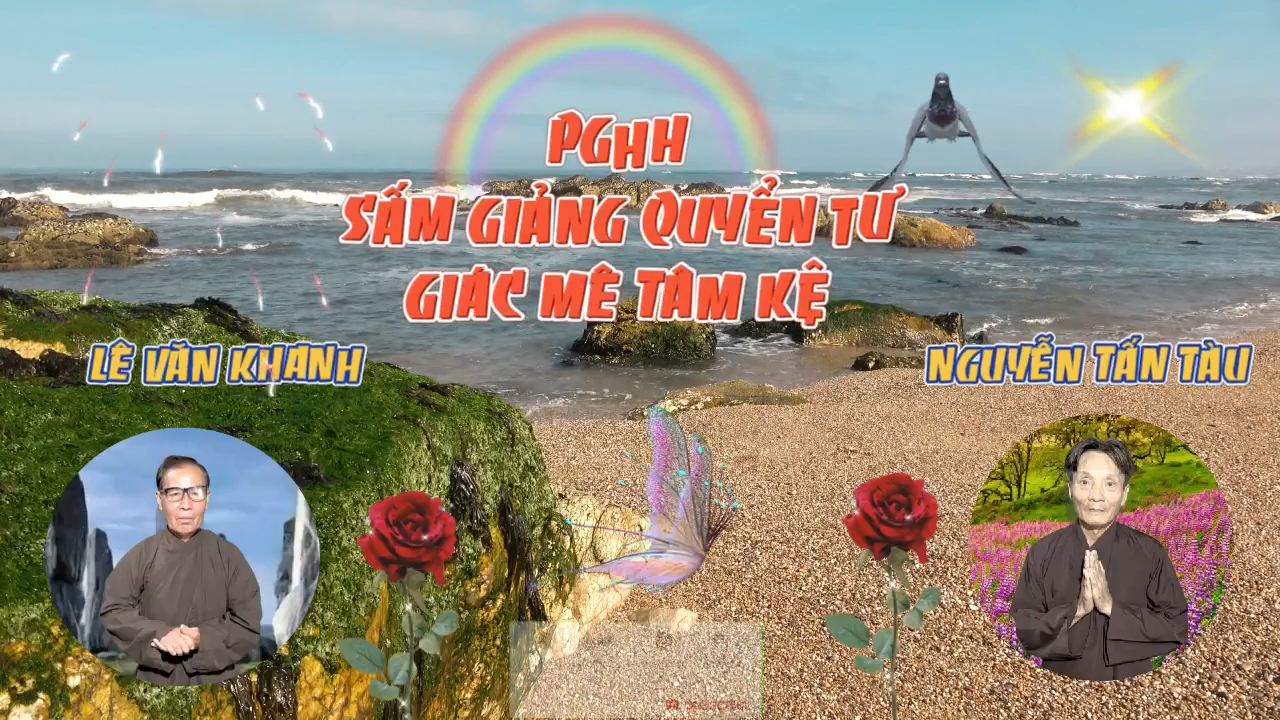 PGHH
SẤM GIẢNG QUYỂN TƯ
GIÁC MÊ TÂM KỆ
LÊ VĂN KHANH
NGUYỄN TẤN TÀU